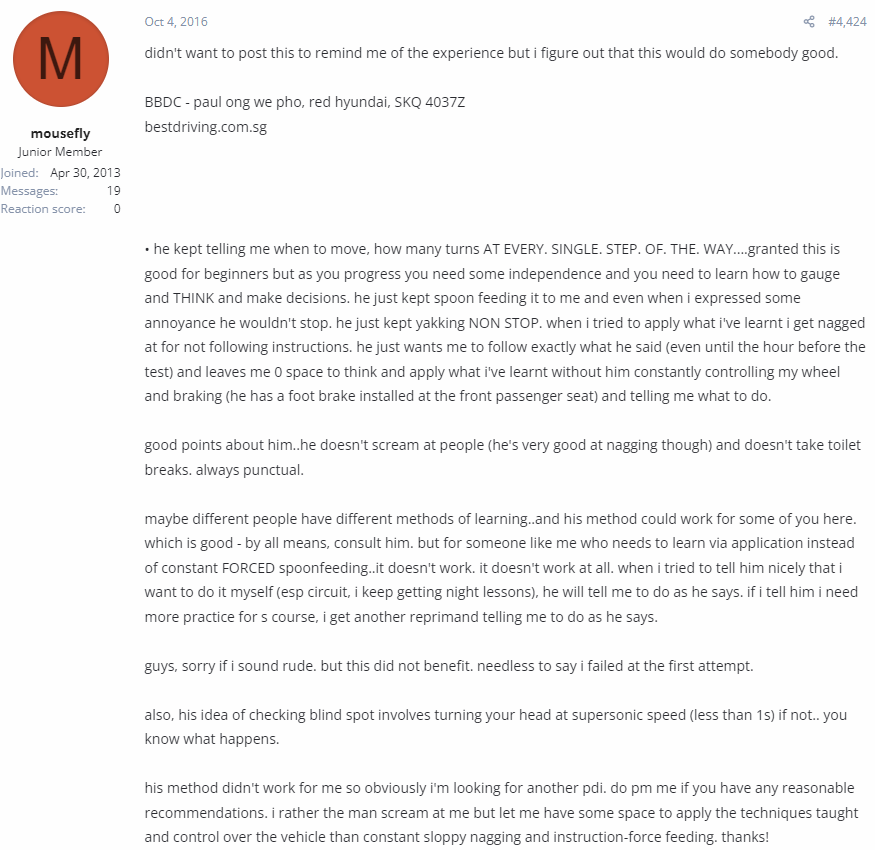 Oct 4, 2016
#4,424
M
mousefly
Junior Member
Joined: Apr 30, 2013
Messages: 19
Reaction score: 0
didn't want to post this to remind me of the experience but i figure out that this would do somebody good.
BBDC - paul ong we pho, red hyundai, SKQ 4037Z
bestdriving.com.sg
• he kept telling me when to move, how many turns AT EVERY. SINGLE. STEP. OF. THE. WAY....granted this is
good for beginners but as you progress you need some independence and you need to learn how to gauge
and THINK and make decisions. he just kept spoon feeding it to me and even when i expressed some
annoyance he wouldn't stop. he just kept yakking NON STOP. when i tried to apply what i've learnt i get nagged
at for not following instructions. he just wants me to follow exactly what he said (even until the hour before the
test) and leaves me 0 space to think and apply what i've learnt without him constantly controlling my wheel
and braking (he has a foot brake installed at the front passenger seat) and telling me what to do.
good points about him..he doesn't scream at people (he's very good at nagging though) and doesn't take toilet
breaks. always punctual.
maybe different people have different methods of learning..and his method could work for some of you here.
which is good - by all means, consult him. but for someone like me who needs to learn via application instead
of constant FORCED spoonfeeding..it doesn't work. it doesn't work at all. when i tried to tell him nicely that i
want to do it myself (esp circuit, i keep getting night lessons), he will tell me to do as he says. if i tell him i need
more practice for s course, i get another reprimand telling me to do as he says.
guys, sorry if i sound rude. but this did not benefit. needless to say i failed at the first attempt.
also, his idea of checking blind spot involves turning your head at supersonic speed (less than 1s) if not.. you
know what happens.
his method didn't work for me so obviously i'm looking for another pdi. do pm me if you have any reasonable
recommendations. i rather the man scream at me but let me have some space to apply the techniques taught
and control over the vehicle than constant sloppy nagging and instruction-force feeding. thanks!